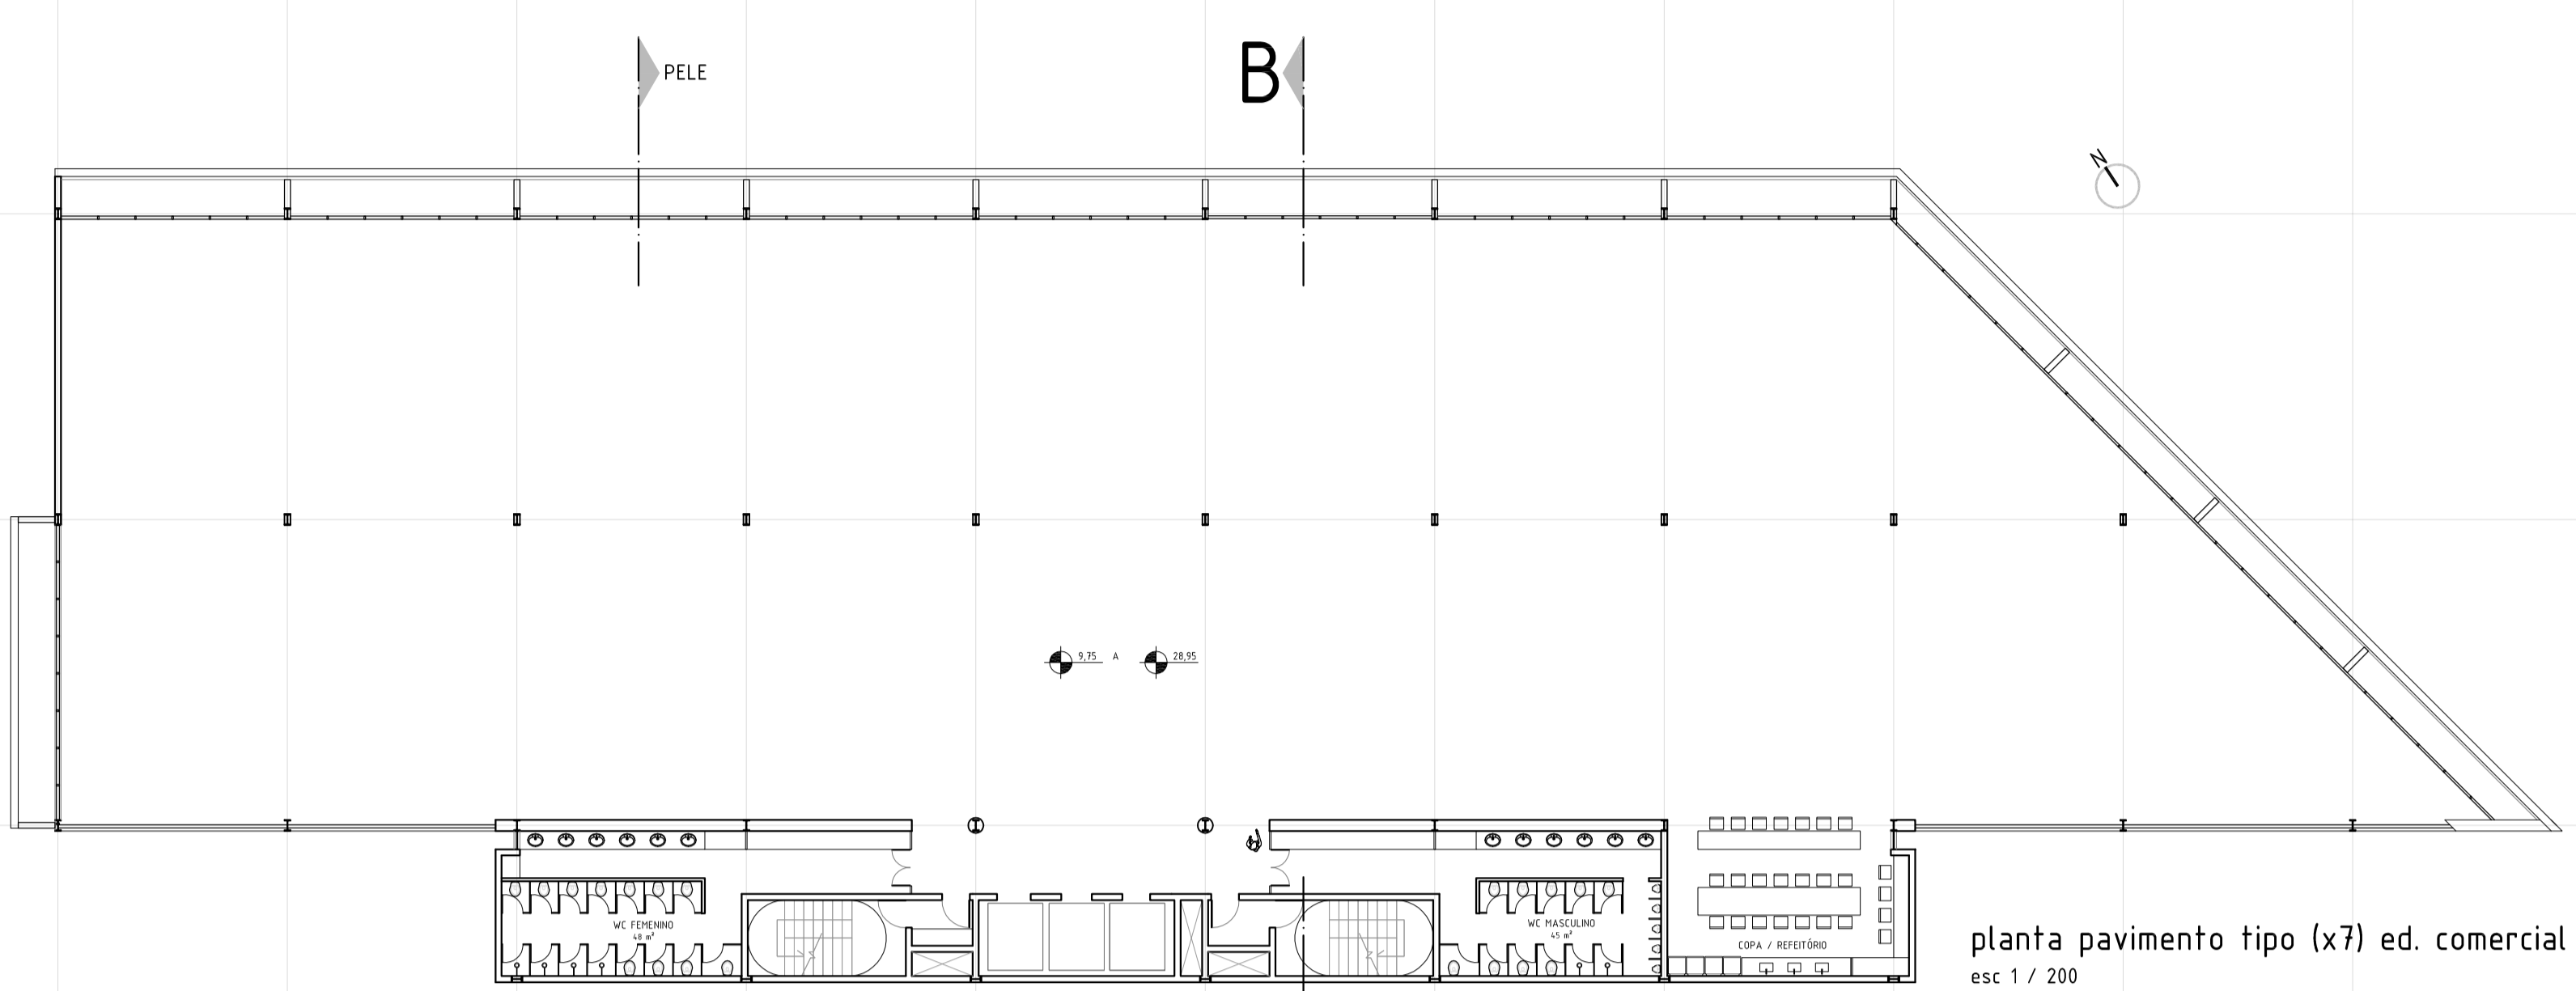 PELE
B
N
9,75 A 28,95
WC FEMENINO
48 m²
WC MASCULINO
45 m²
COPA / REFEITÓRIO
planta pavimento tipo (x7) ed. comercial
esc 1 / 200